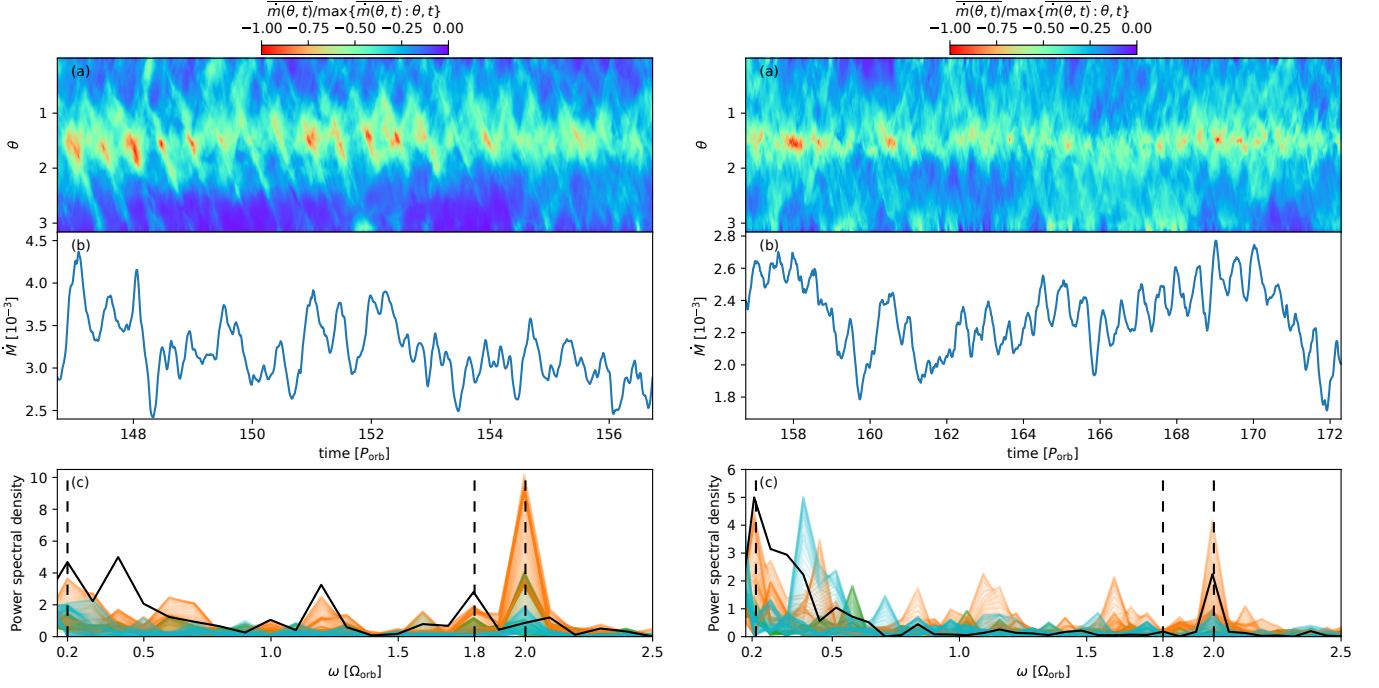 ṁ(θ, t)/max{ṁ(θ, t) : θ, t}
−1.00 −0.75 −0.50 −0.25 0.00
(a)
1
θ
2
3
(b)
4.5
4.0
Ṁ [10⁻³]
3.5
3.0
2.5
148 150 152 154 156
time [P_orb]
(c)
10
8
Power spectral density
6
4
2
0
0.2 0.5 1.0 1.5 1.8 2.0 2.5
ω [Ω_orb]
ṁ(θ, t)/max{ṁ(θ, t) : θ, t}
−1.00 −0.75 −0.50 −0.25 0.00
(a)
1
θ
2
3
(b)
2.8
2.6
2.4
Ṁ [10⁻³]
2.2
2.0
1.8
158 160 162 164 166 168 170 172
time [P_orb]
(c)
6
5
4
Power spectral density
3
2
1
0
0.2 0.5 1.0 1.5 1.8 2.0 2.5
ω [Ω_orb]